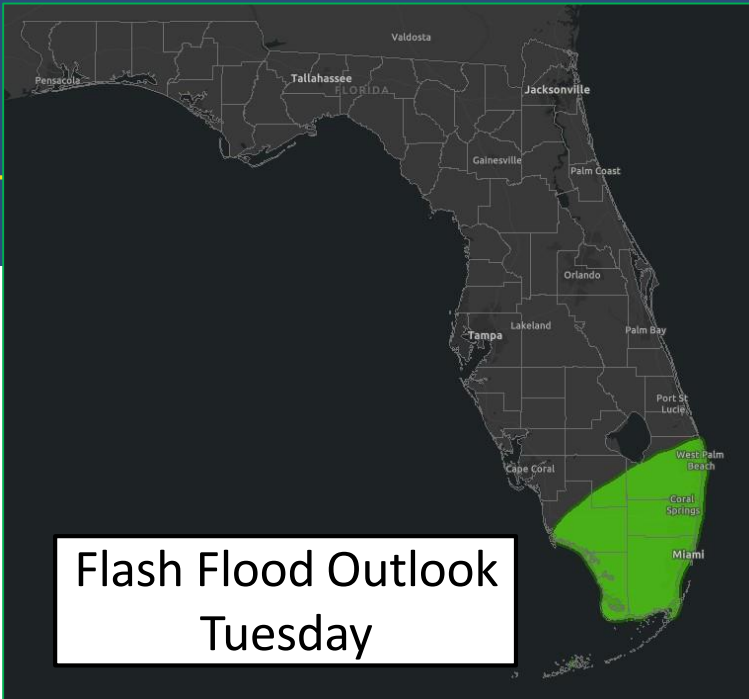 Valdosta
Pensacola
Tallahassee
FLORIDA
Jacksonville
Gainesville
Palm Coast
Orlando
Lakeland
Tampa
Palm Bay
Port St
Lucie
West Palm
Beach
Cape Coral
Coral
Springs
Miami
Flash Flood Outlook
Tuesday